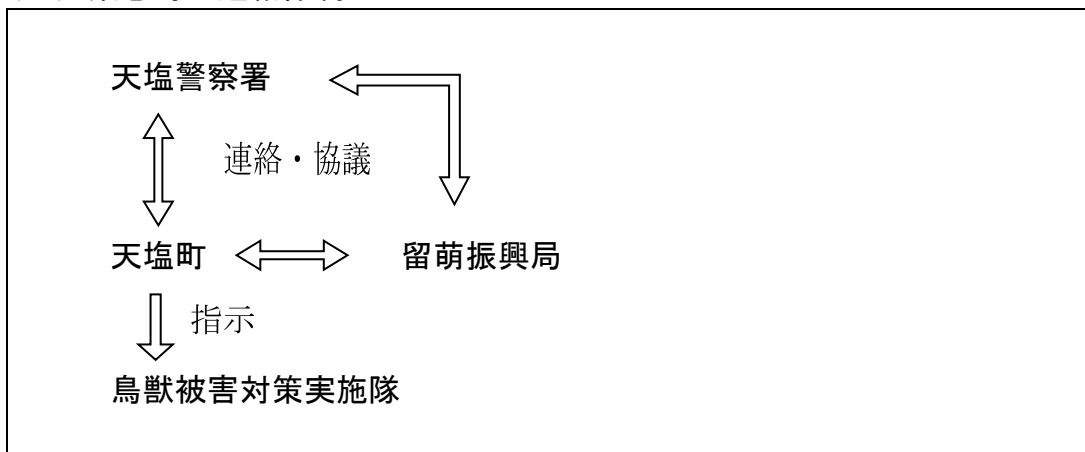 天塩警察署
連絡・協議
天塩町
留萌振興局
指示
鳥獣被害対策実施隊